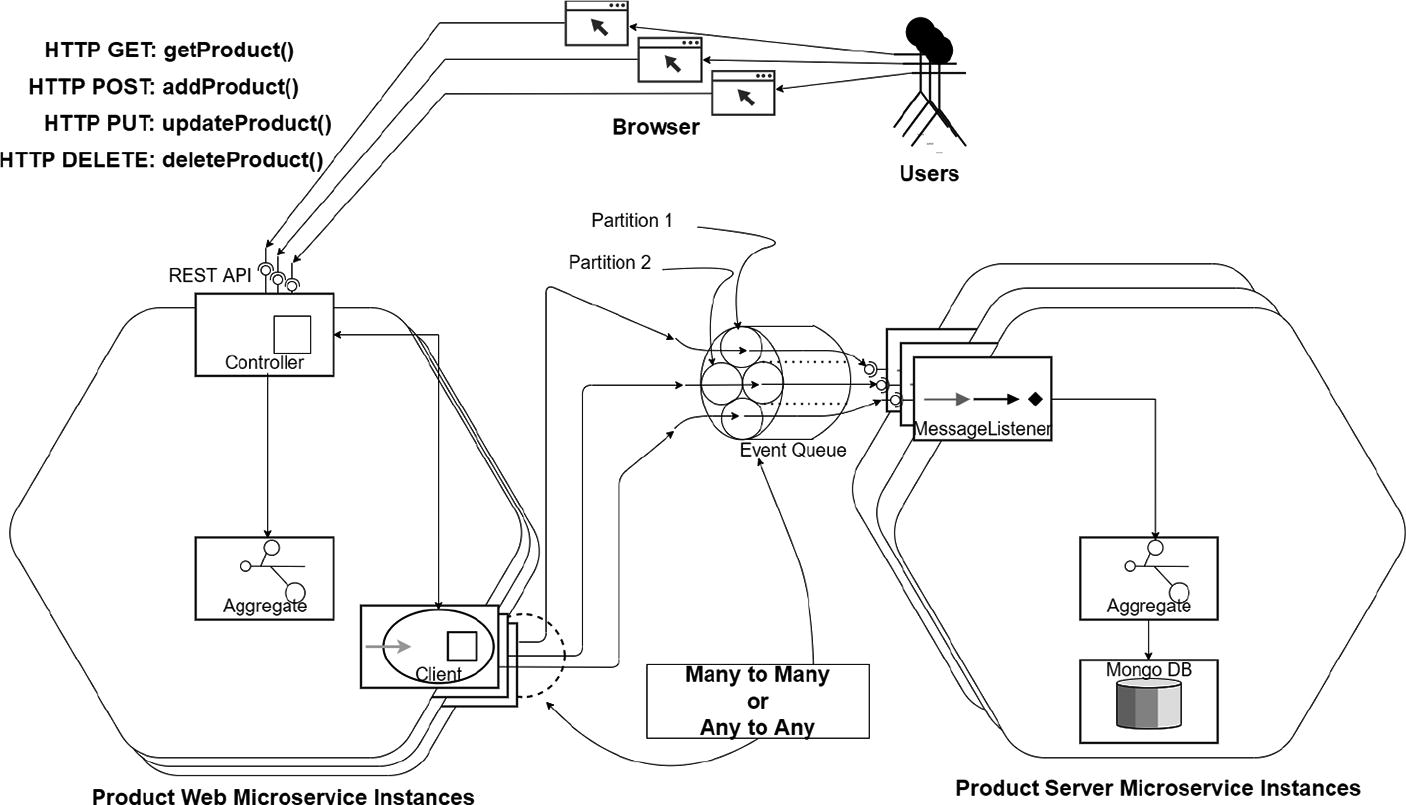 HTTP GET: getProduct()
HTTP POST: addProduct()
HTTP PUT: updateProduct()
HTTP DELETE: deleteProduct()
Browser
Users
Partition 1
Partition 2
REST API
Controller
Event Queue
MessageListener
Aggregate
Client
Aggregate
Mongo DB
Many to Many
or
Any to Any
Product Web Microservice Instances
Product Server Microservice Instances